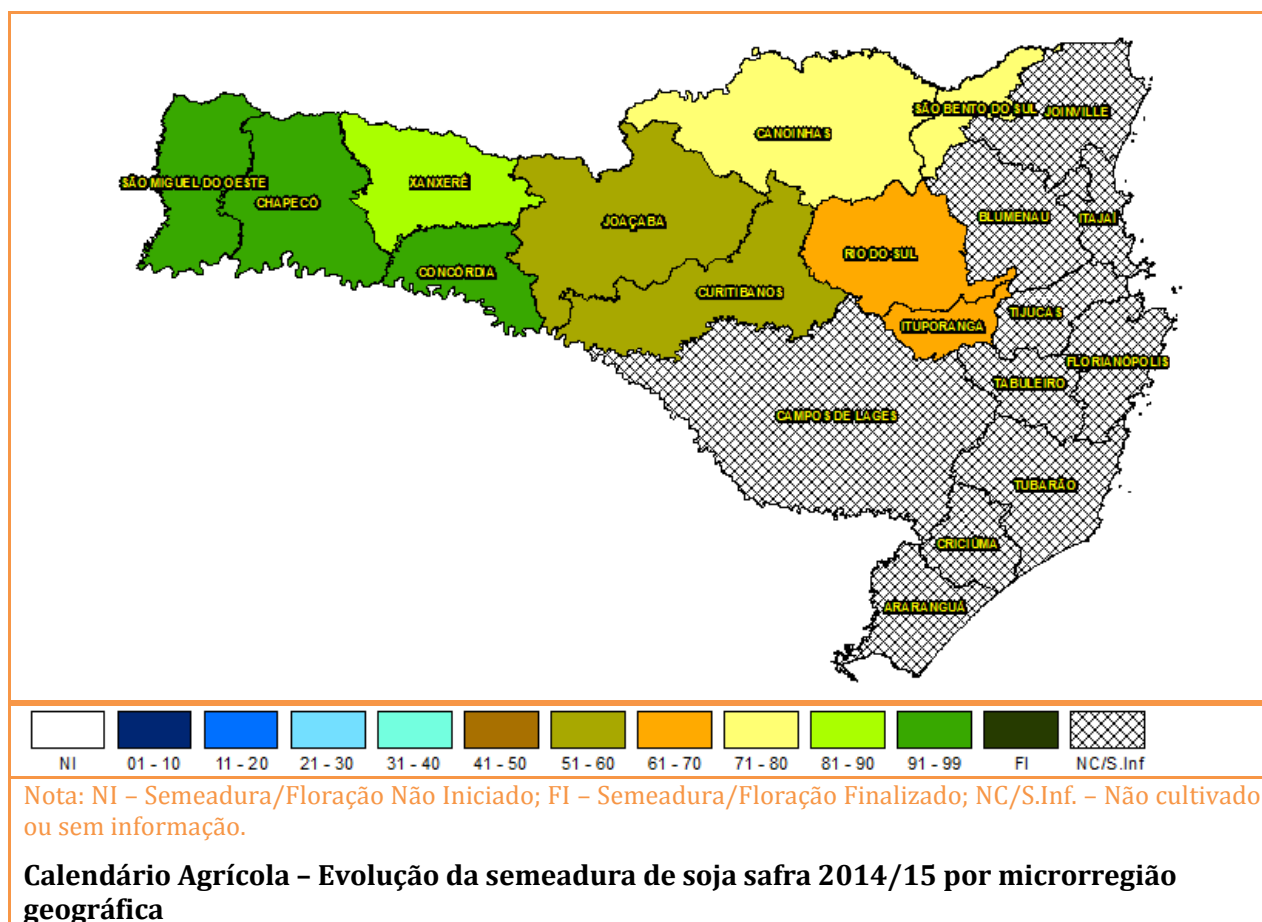 SÃO BENTO DO SUL
JOINVILLE
CANOINHAS
SÃO MIGUEL DO OESTE
XANXERÊ
CHAPECÓ
JOAÇABA
BLUMENAU
ITAJAÍ
RIO DO SUL
CONCÓRDIA
CURITIBANOS
TIJUCAS
ITUPORANGA
FLORIANÓPOLIS
TABULEIRO
CAMPOS DE LAGES
TUBARÃO
CRICIÚMA
ARARANGUÁ
NI 01 - 10 11 - 20 21 - 30 31 - 40 41 - 50 51 - 60 61 - 70 71 - 80 81 - 90 91 - 99 FI NC/S.Inf
Nota: NI – Semeadura/Floração Não Iniciado; FI – Semeadura/Floração Finalizado; NC/S.Inf. – Não cultivado
ou sem informação.
Calendário Agrícola – Evolução da semeadura de soja safra 2014/15 por microrregião
geográfica